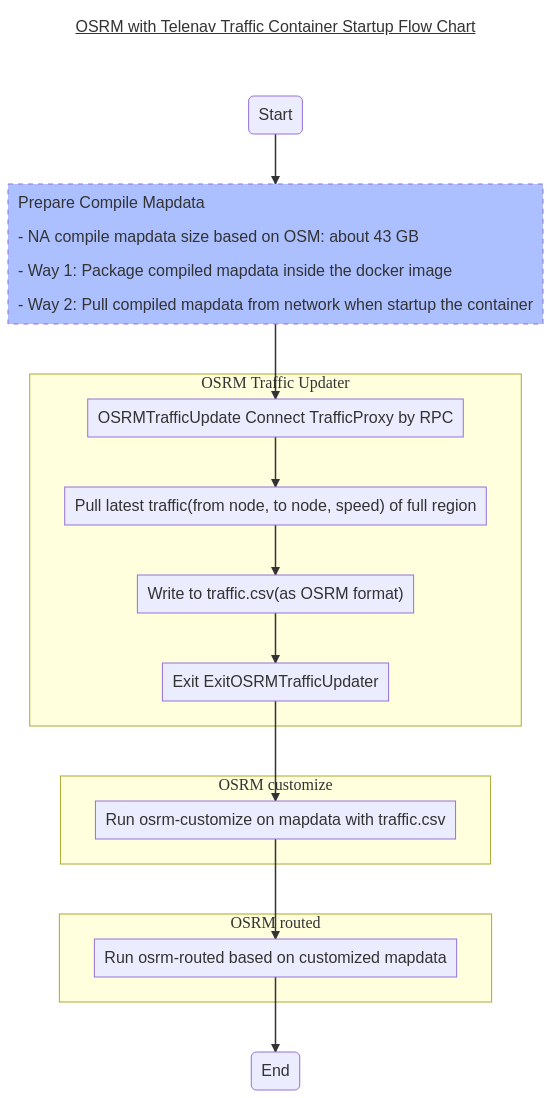 OSRM with Telenav Traffic Container Startup Flow Chart
Start
Prepare Compile Mapdata
- NA compile mapdata size based on OSM: about 43 GB
- Way 1: Package compiled mapdata inside the docker image
- Way 2: Pull compiled mapdata from network when startup the container
OSRM Traffic Updater
OSRMTrafficUpdate Connect TrafficProxy by RPC
Pull latest traffic(from node, to node, speed) of full region
Write to traffic.csv(as OSRM format)
Exit ExitOSRMTrafficUpdater
OSRM customize
Run osrm-customize on mapdata with traffic.csv
OSRM routed
Run osrm-routed based on customized mapdata
End